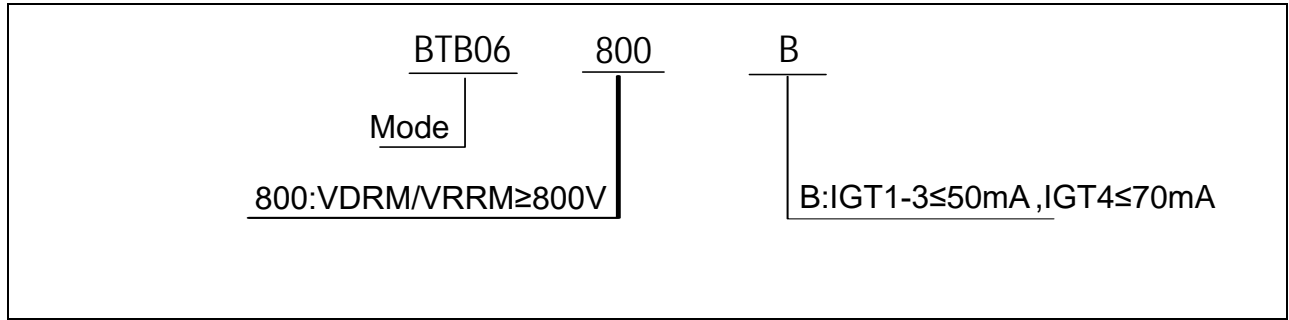 BTB06 800 B
Mode
800:VDRM/VRRM≥800V B:IGT1-3≤50mA ,IGT4≤70mA